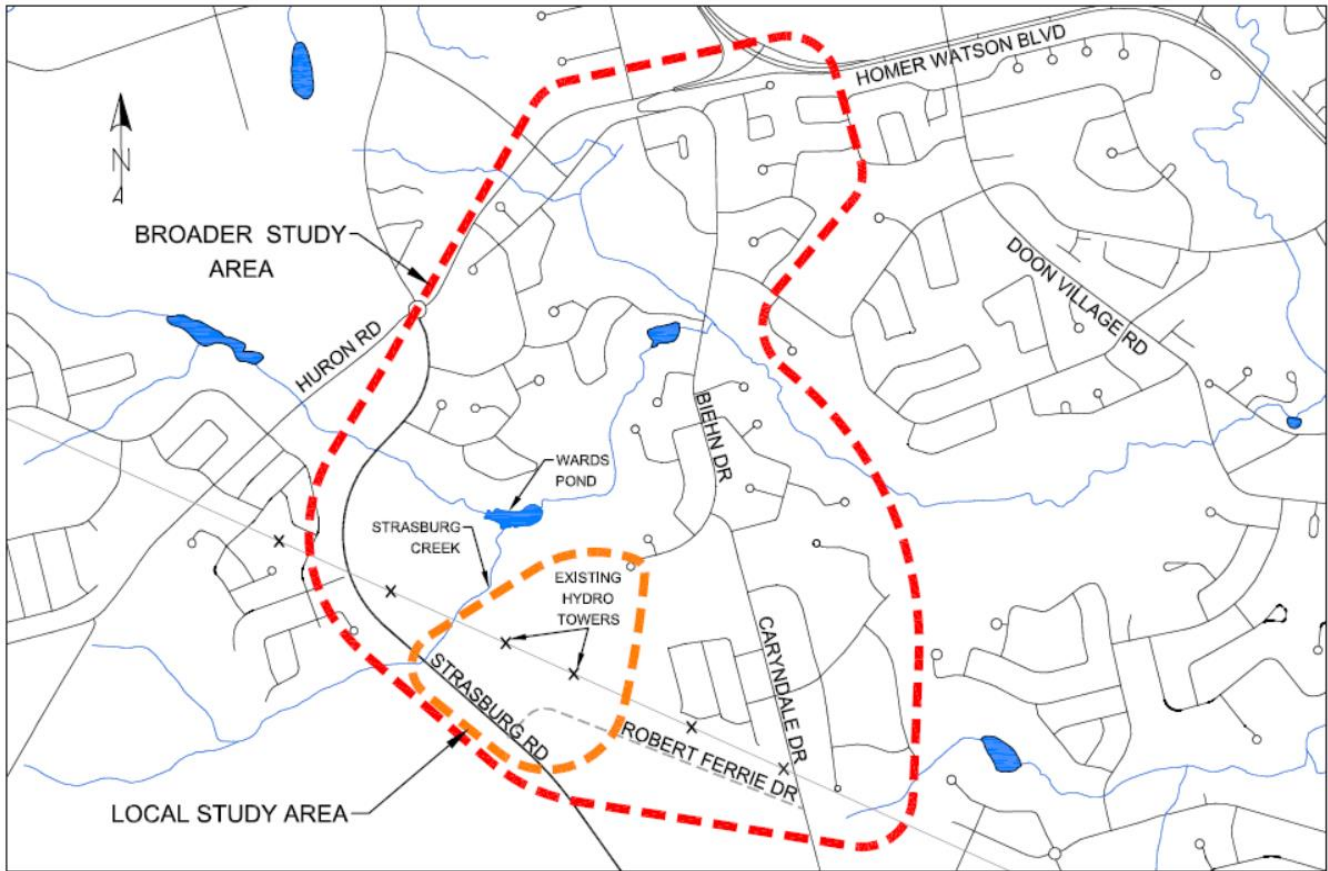 HOMER WATSON BLVD
N
BROADER STUDY
AREA
DOON VILLAGE RD
HURON RD
BIEHN DR
WARDS
POND
STRASBURG
CREEK
EXISTING
HYDRO
TOWERS
CARYNDALE DR
STRASBURG RD
ROBERT FERRIE DR
LOCAL STUDY AREA